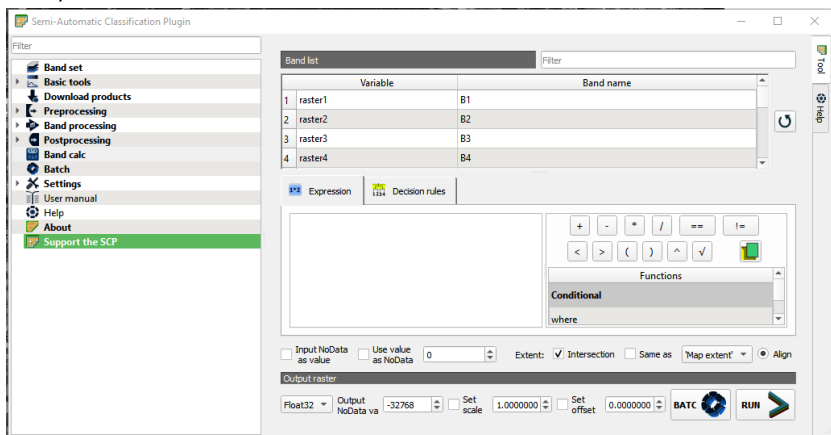 Semi-Automatic Classification Plugin
Filter
Band set
Basic tools
Download products
Preprocessing
Band processing
Postprocessing
Band calc
Batch
Settings
User manual
Help
About
Support the SCP
Band list
Filter
Variable Band name
1 raster1 B1
2 raster2 B2
3 raster3 B3
4 raster4 B4
Expression Decision rules
+ - * / == !=
< > ( ) ^ √
Functions
Conditional
where
Input NoData as value Use value as NoData 0 Extent: Intersection Same as 'Map extent' Align
Output raster
Float32 Output NoData va -32768 Set scale 1.0000000 Set offset 0.0000000 BATC RUN
Tool
Help